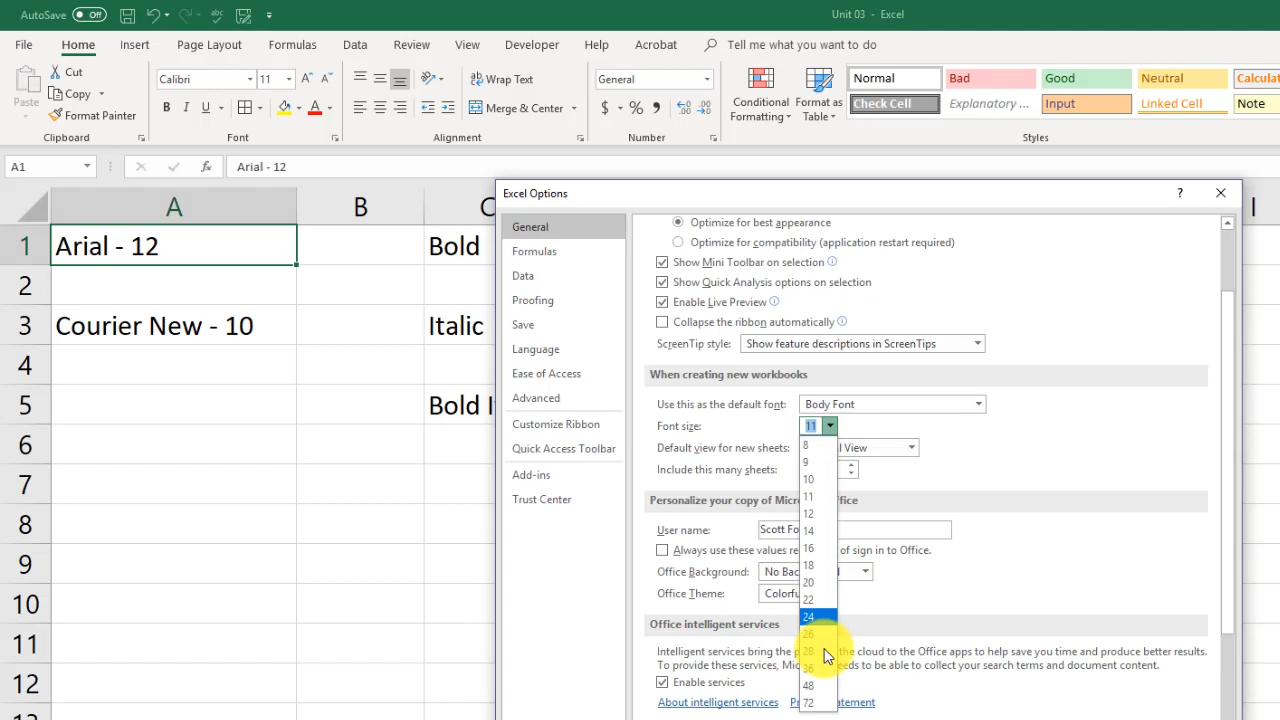 AutoSave Off Unit 03 - Excel
File Home Insert Page Layout Formulas Data Review View Developer Help Acrobat Tell me what you want to do
Cut
Copy
Format Painter
Paste
Clipboard
Calibri 11
B I U
Font
Wrap Text
Merge & Center
Alignment
General
$ % ,
Number
Conditional Formatting
Format as Table
Normal Bad Good Neutral
Check Cell Explanatory ... Input Linked Cell Note
Styles
A1 fx Arial - 12
A B I
1 Arial - 12 Bold
2
3 Courier New - 10 Italic
4
5 Bold
6
7
8
9
10
11
12
Excel Options ?
General
Formulas
Data
Proofing
Save
Language
Ease of Access
Advanced
Customize Ribbon
Quick Access Toolbar
Add-ins
Trust Center
Optimize for best appearance
Optimize for compatibility (application restart required)
Show Mini Toolbar on selection
Show Quick Analysis options on selection
Enable Live Preview
Collapse the ribbon automatically
ScreenTip style: Show feature descriptions in ScreenTips
When creating new workbooks
Use this as the default font: Body Font
Font size: 11
Default view for new sheets: View
Include this many sheets:
8
9
10
11
12
14
16
18
20
22
24
26
28
36
48
72
Personalize your copy of
User name: Scott
Always use these values of sign in to Office.
Office Background: No
Office Theme:
Office intelligent services
Intelligent services bring the the cloud to the Office apps to help save you time and produce better results.
To provide these services, needs to be able to collect your search terms and document content.
Enable services
About intelligent services